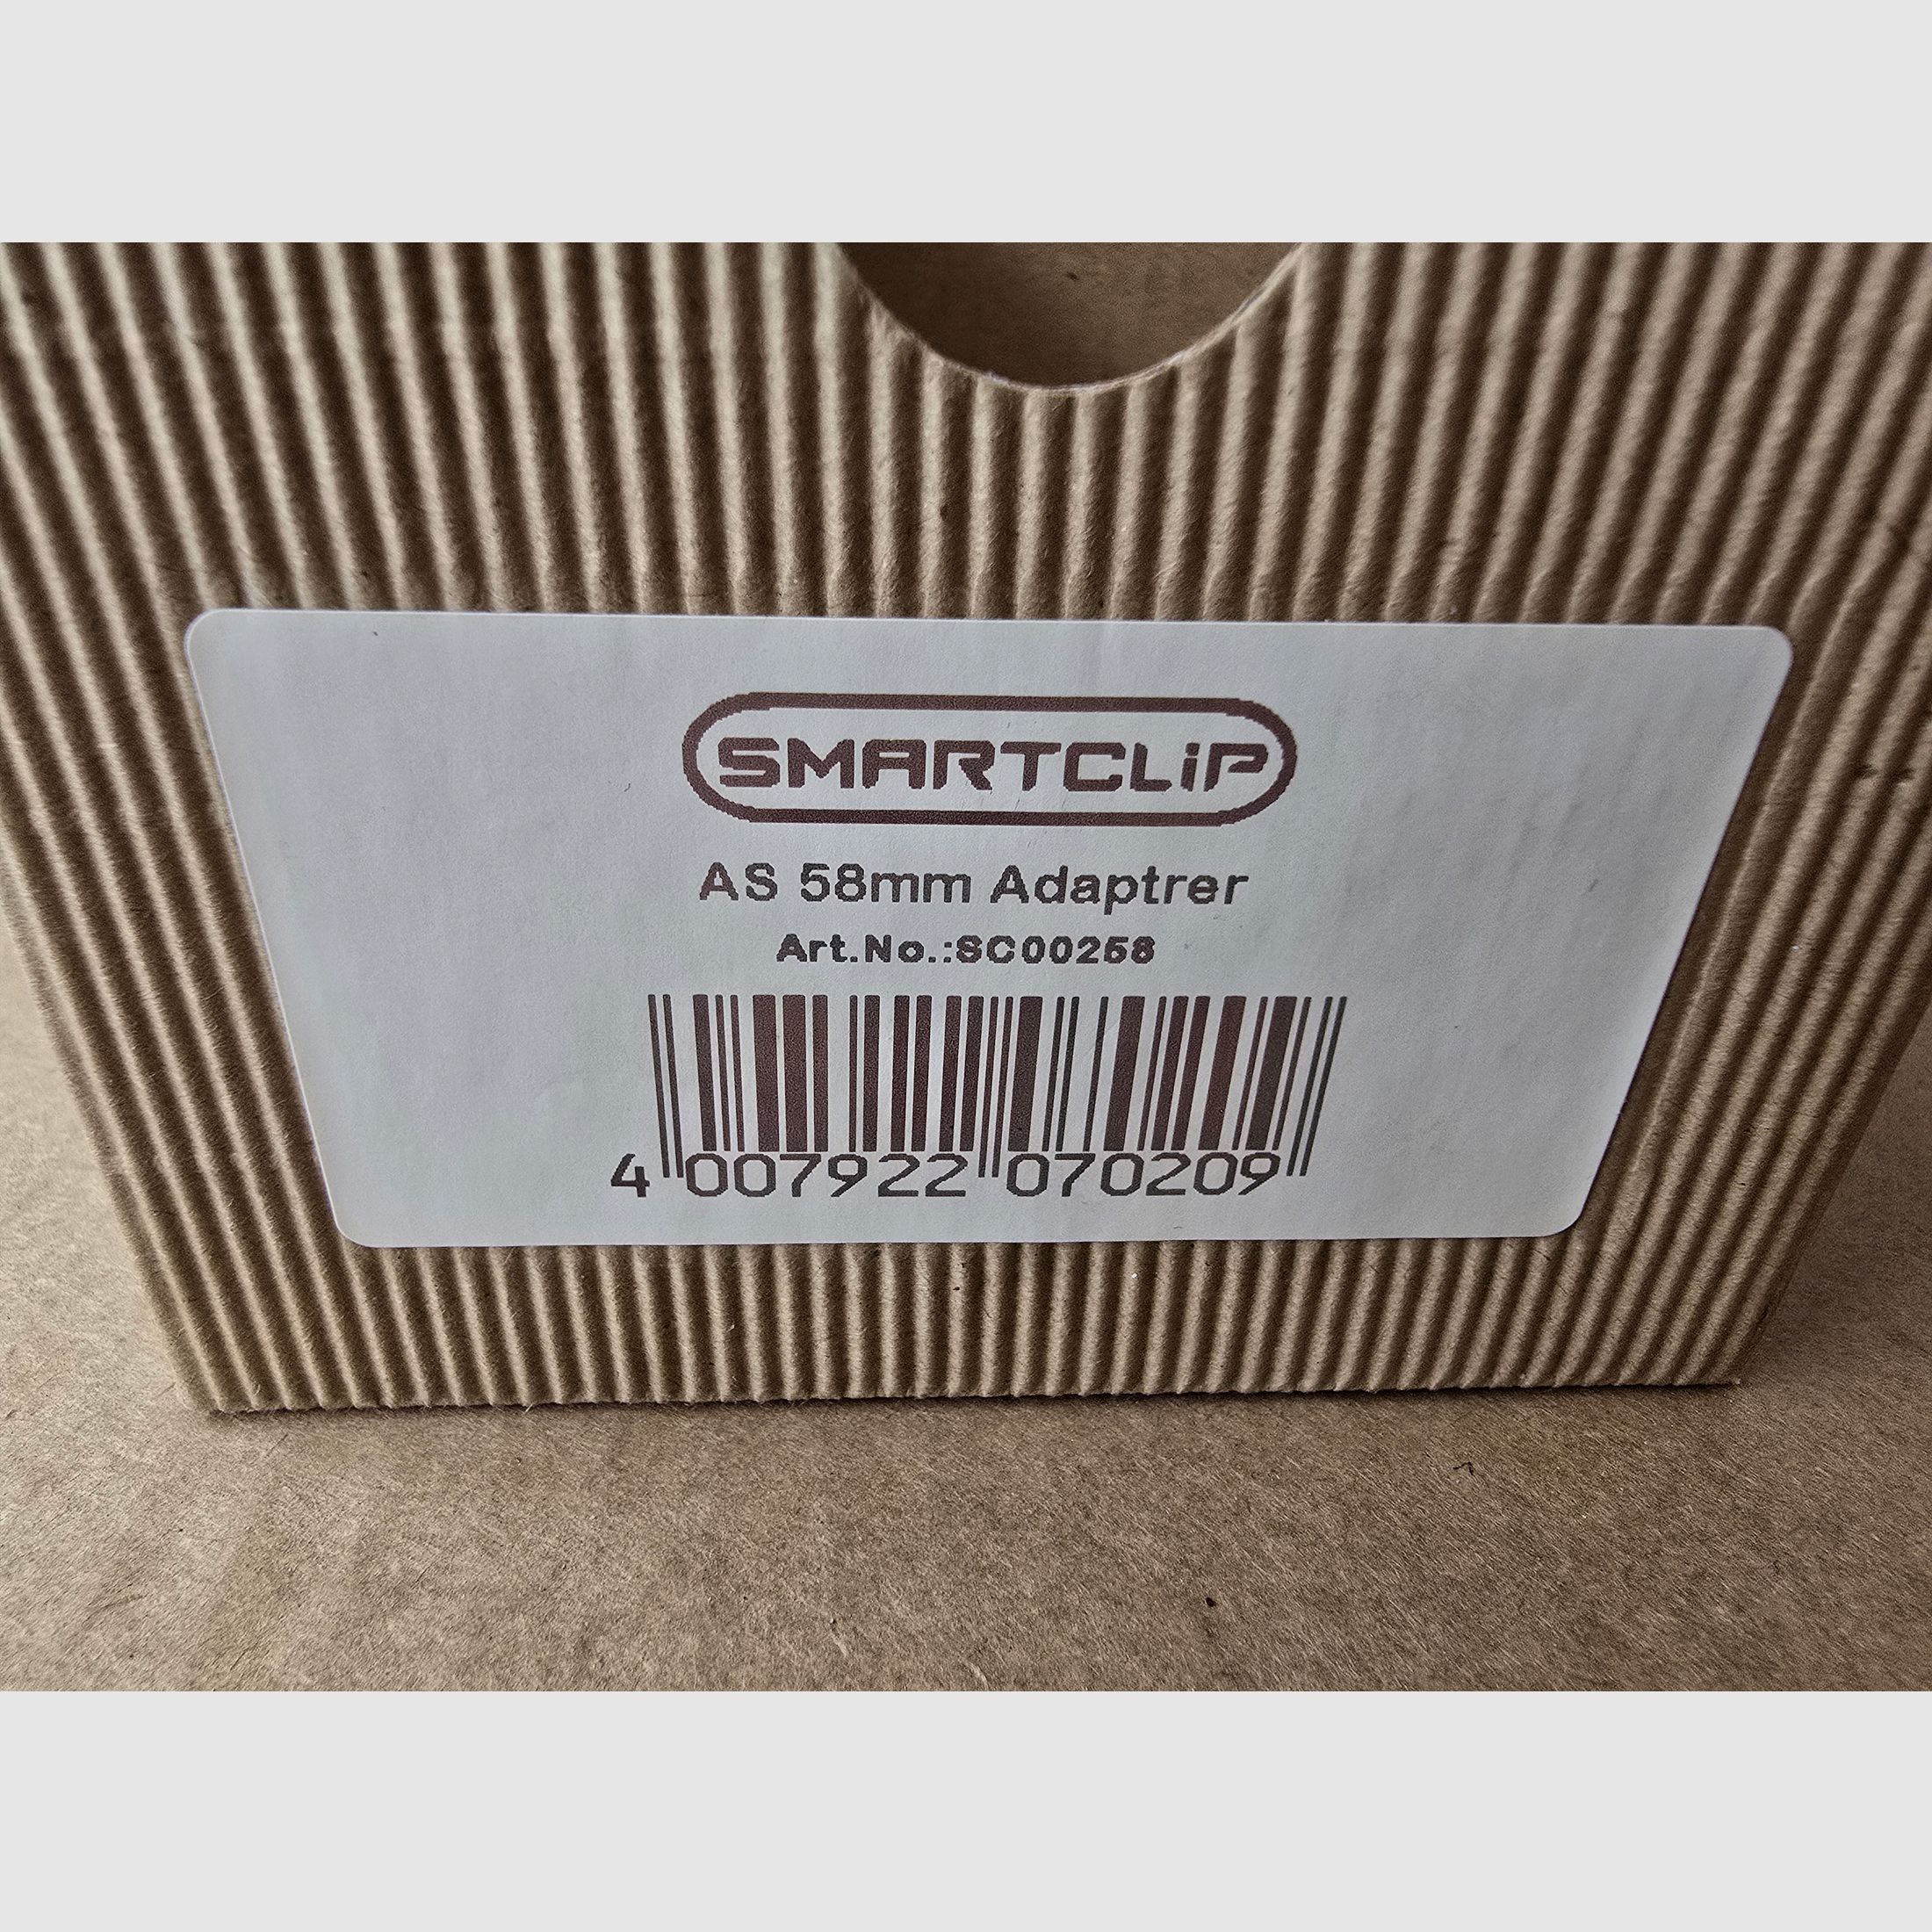 SMARTCLiP
AS 58mm Adaptrer
Art.No.:SC00258
4 007922 070209